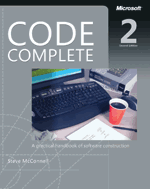 Microsoft
CODE
COMPLETE
2
Second Edition
A practical handbook of software construction
Steve McConnell